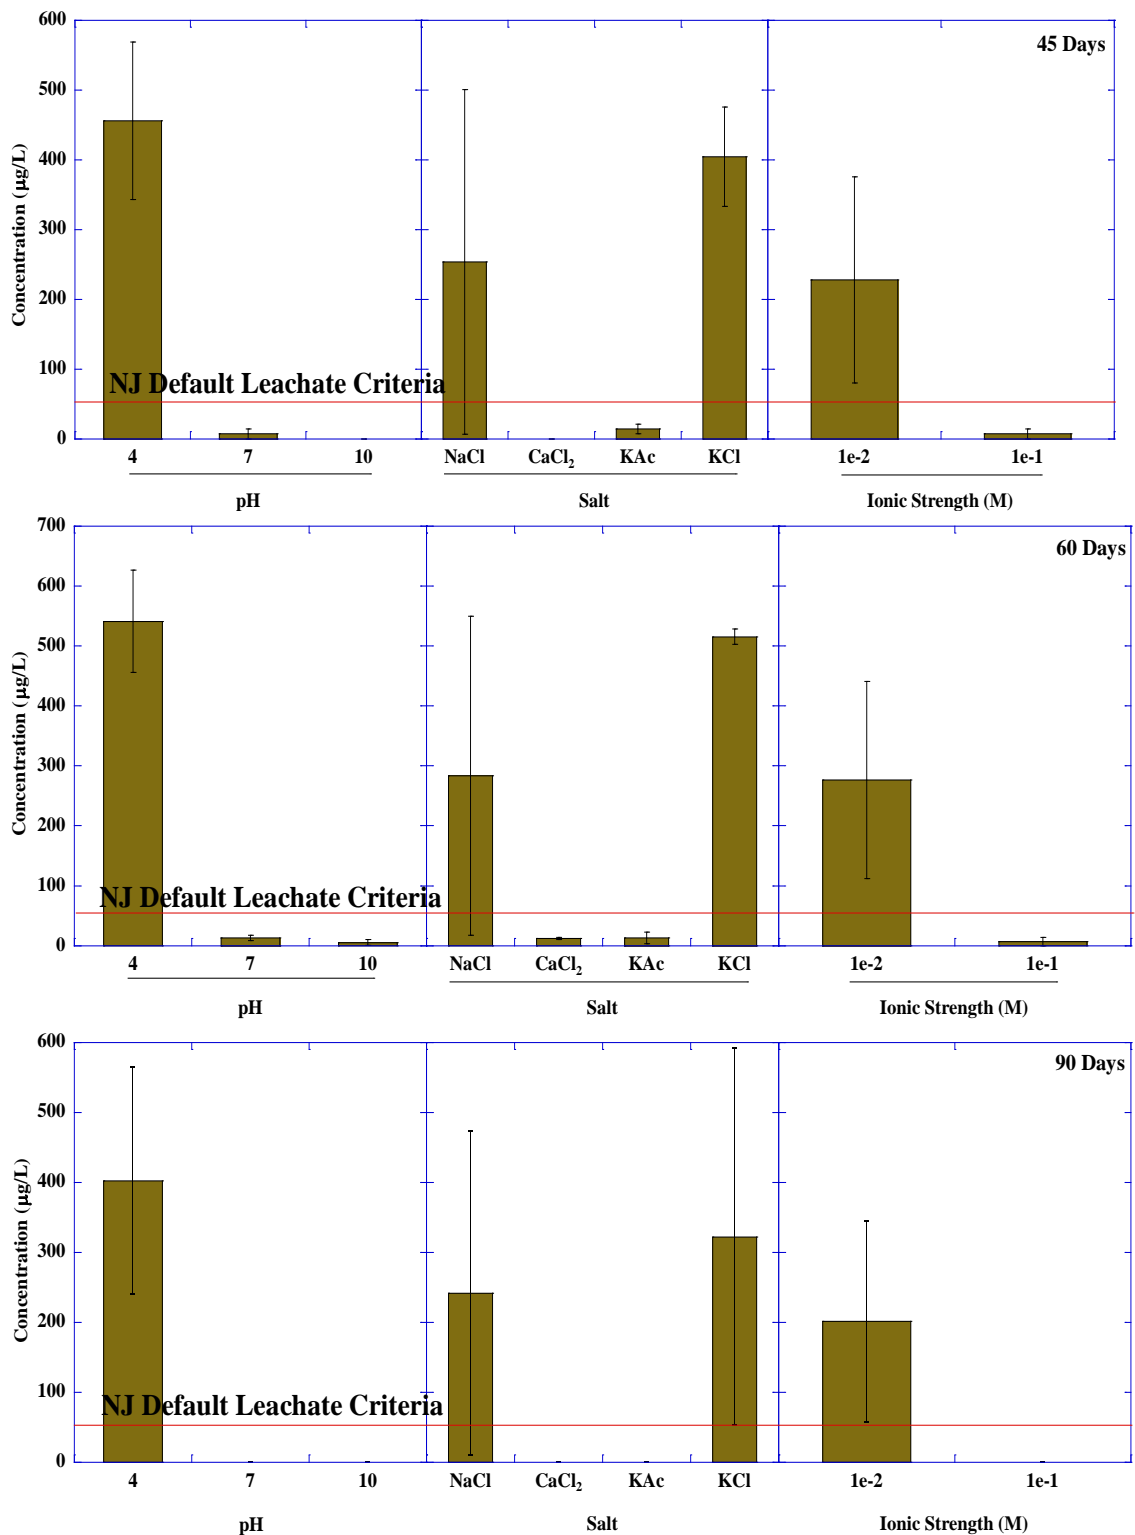 600
45 Days
500
400
300
200
100
0
Concentration (µg/L)
NJ Default Leachate Criteria
4 7 10 NaCl CaCl₂ KAc KCl 1e-2 1e-1
pH Salt Ionic Strength (M)
700
60 Days
600
500
400
300
200
100
0
Concentration (µg/L)
NJ Default Leachate Criteria
4 7 10 NaCl CaCl₂ KAc KCl 1e-2 1e-1
pH Salt Ionic Strength (M)
600
90 Days
500
400
300
200
100
0
Concentration (µg/L)
NJ Default Leachate Criteria
4 7 10 NaCl CaCl₂ KAc KCl 1e-2 1e-1
pH Salt Ionic Strength (M)